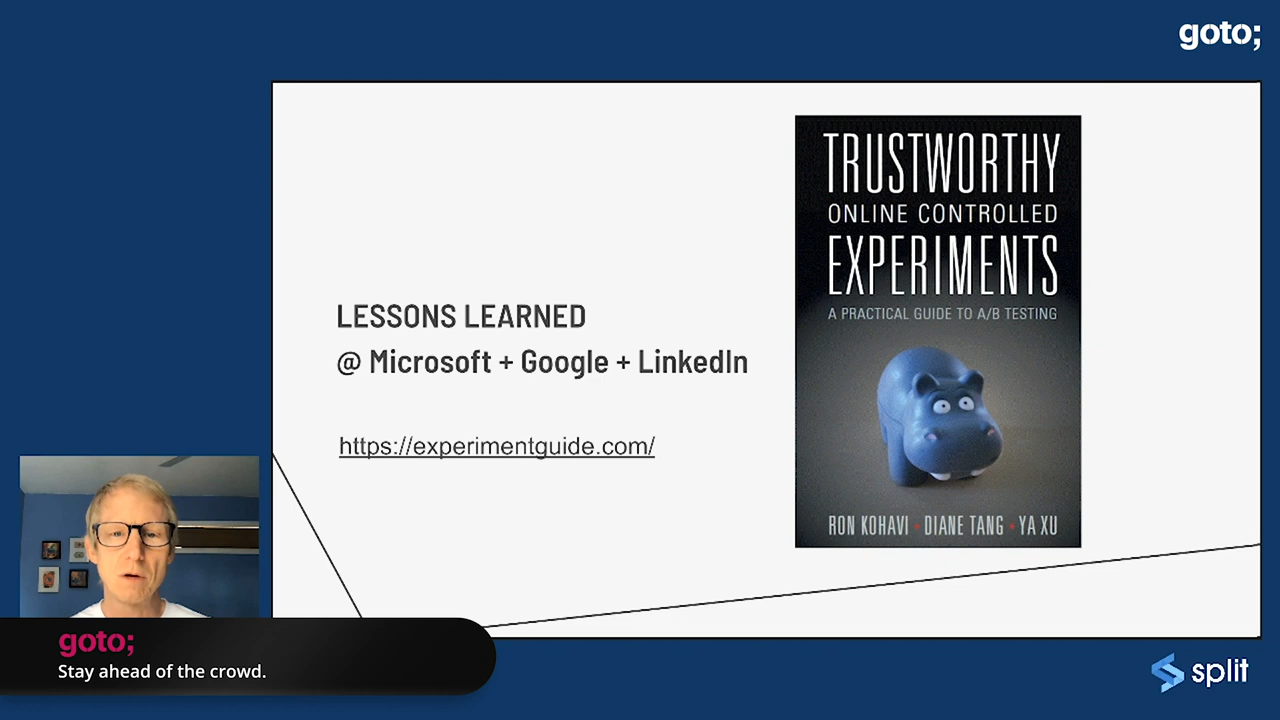 goto;
TRUSTWORTHY
ONLINE CONTROLLED
EXPERIMENTS
A PRACTICAL GUIDE TO A/B TESTING
RON KOHAVI • DIANE TANG • YA XU
LESSONS LEARNED
@ Microsoft + Google + LinkedIn
https://experimentguide.com/
goto;
Stay ahead of the crowd.
split